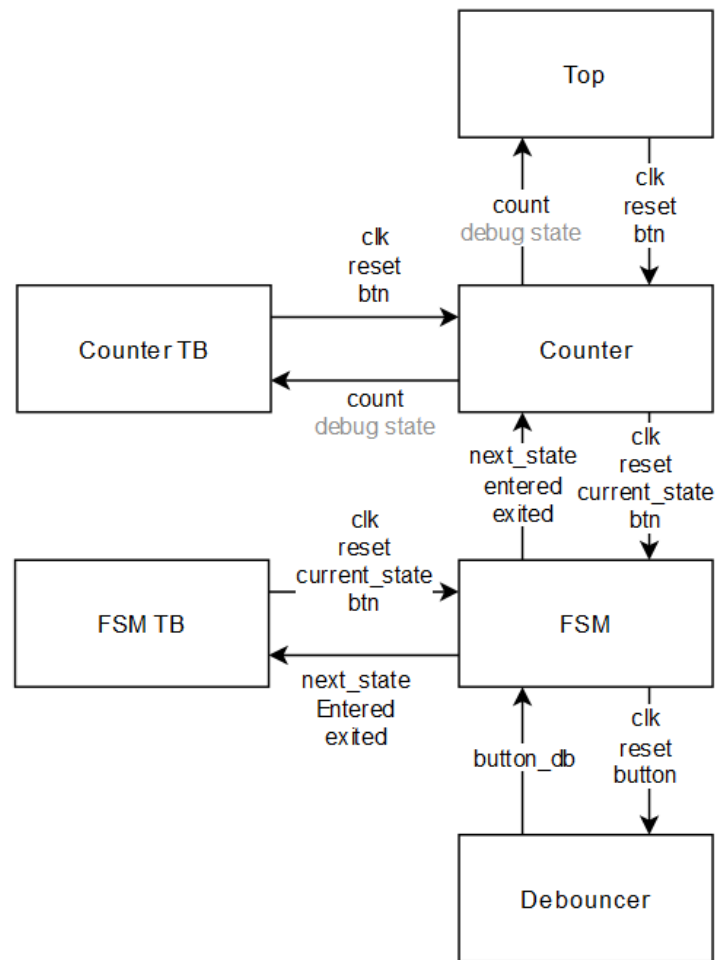 Top
count
debug state
clk
reset
btn
clk
reset
btn
Counter TB
Counter
count
debug state
next_state
entered
exited
clk
reset
current_state
btn
clk
reset
current_state
btn
FSM TB
FSM
next_state
Entered
exited
button_db
clk
reset
button
Debouncer